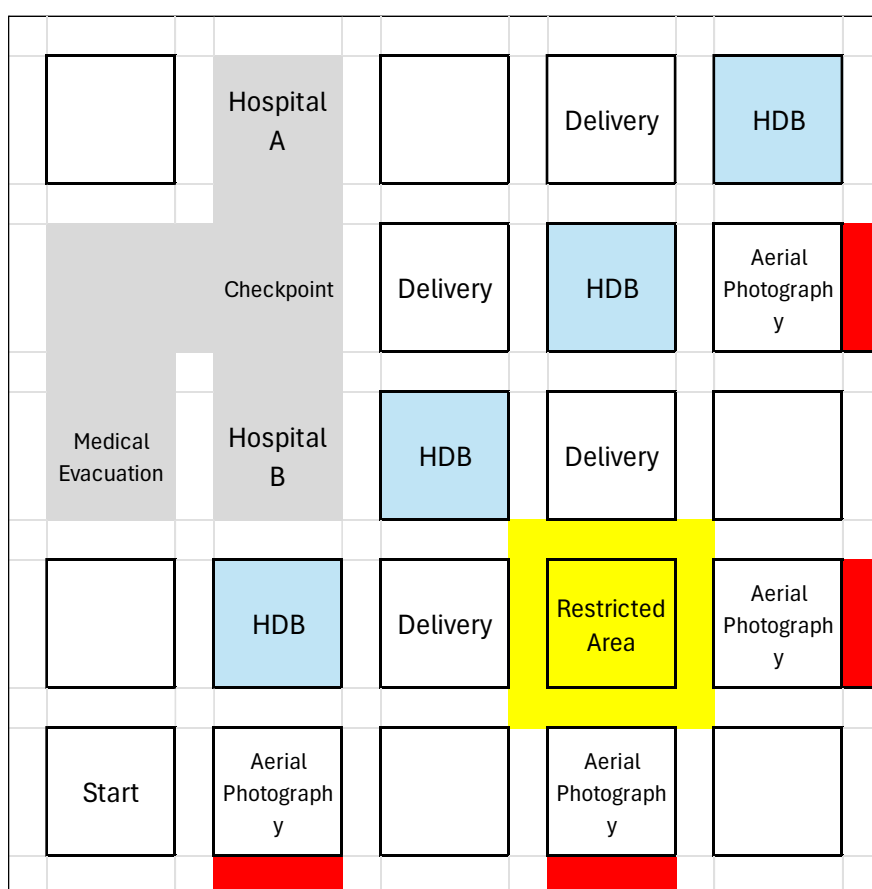 Hospital
A
Delivery
HDB
Checkpoint
Delivery
HDB
Aerial
Photograph
y
Medical
Evacuation
Hospital
B
HDB
Delivery
HDB
Delivery
Restricted
Area
Aerial
Photograph
y
Start
Aerial
Photograph
y
Aerial
Photograph
y